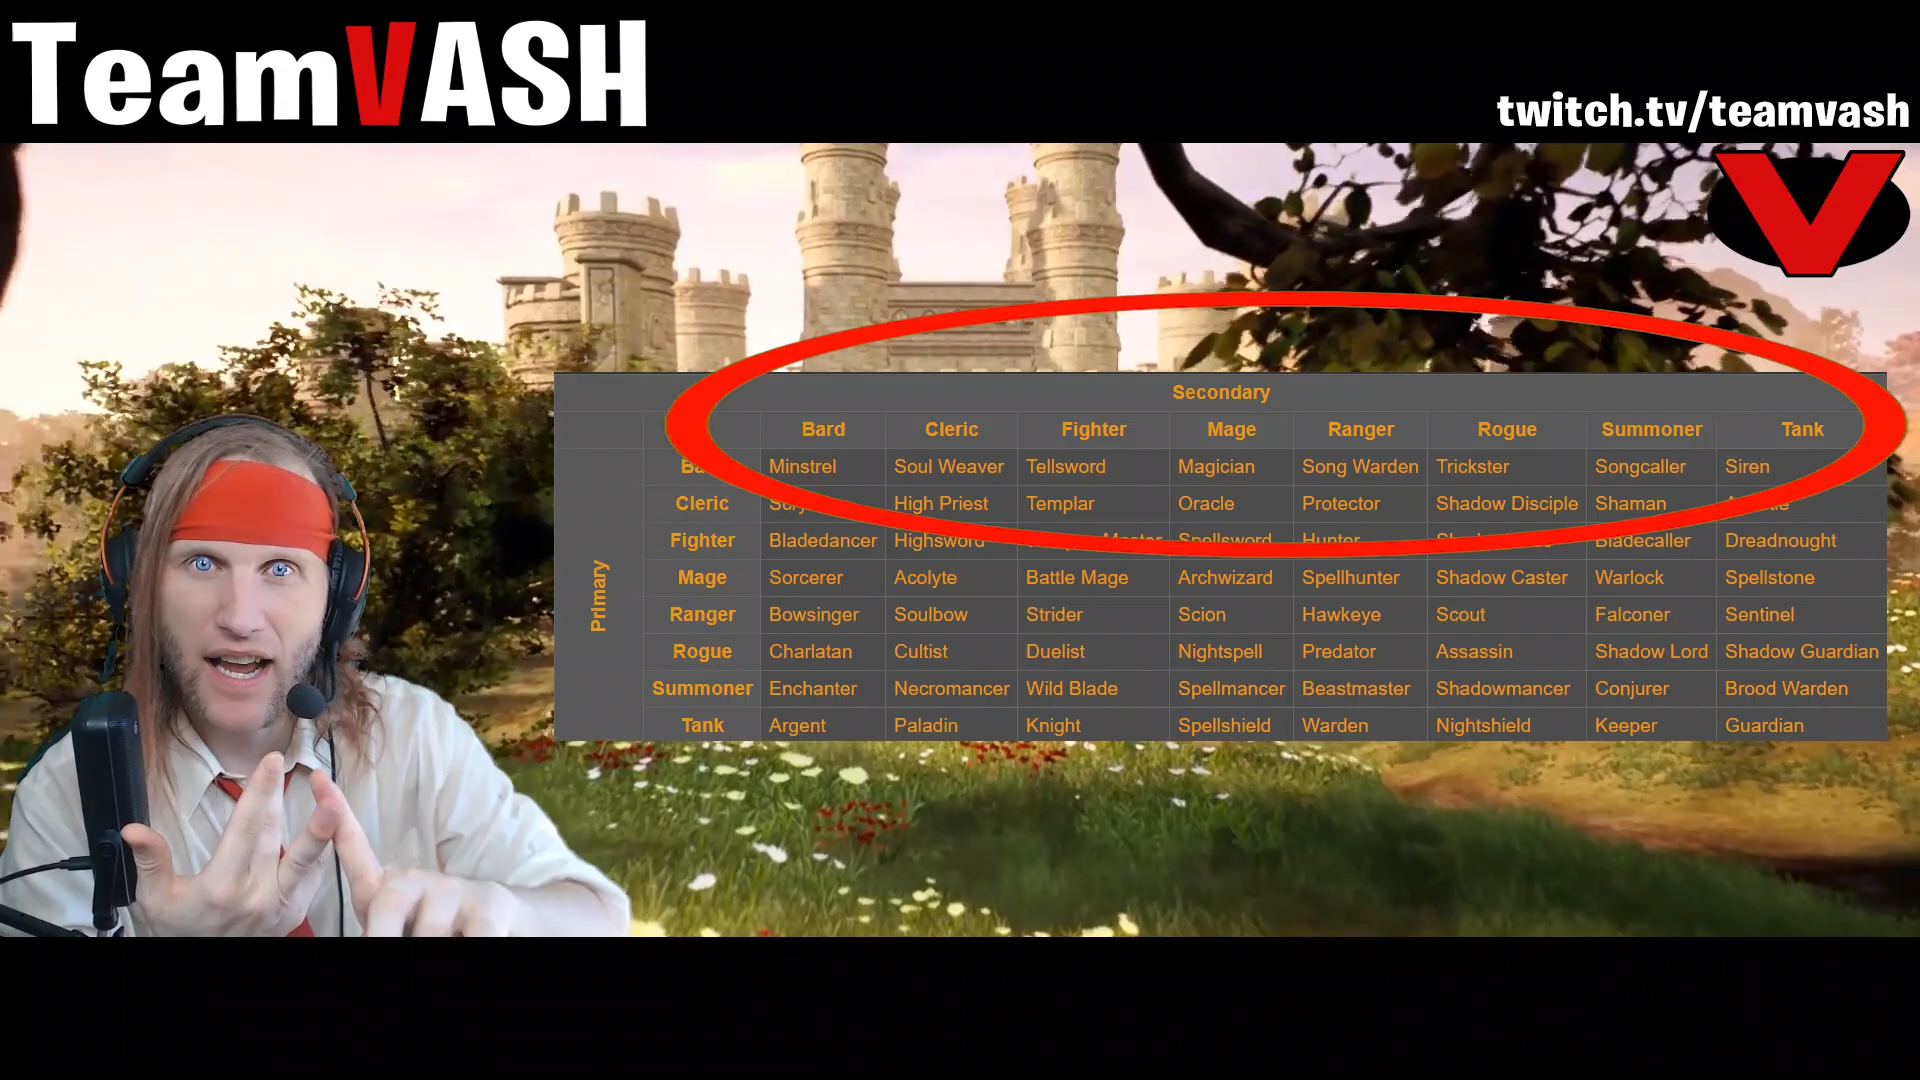 TeamVASH
twitch.tv/teamvash
V
Secondary
Bard Cleric Fighter Mage Ranger Rogue Summoner Tank
Primary
Minstrel Soul Weaver Tellsword Magician Song Warden Trickster Songcaller Siren
Cleric High Priest Templar Oracle Protector Shadow Disciple Shaman
Fighter Bladedancer Highsword Spellsword Hunter Bladecaller Dreadnought
Mage Sorcerer Acolyte Battle Mage Archwizard Spellhunter Shadow Caster Warlock Spellstone
Ranger Bowsinger Soulbow Strider Scion Hawkeye Scout Falconer Sentinel
Rogue Charlatan Cultist Duelist Nightspell Predator Assassin Shadow Lord Shadow Guardian
Summoner Enchanter Necromancer Wild Blade Spellmancer Beastmaster Shadowmancer Conjurer Brood Warden
Tank Argent Paladin Knight Spellshield Warden Nightshield Keeper Guardian